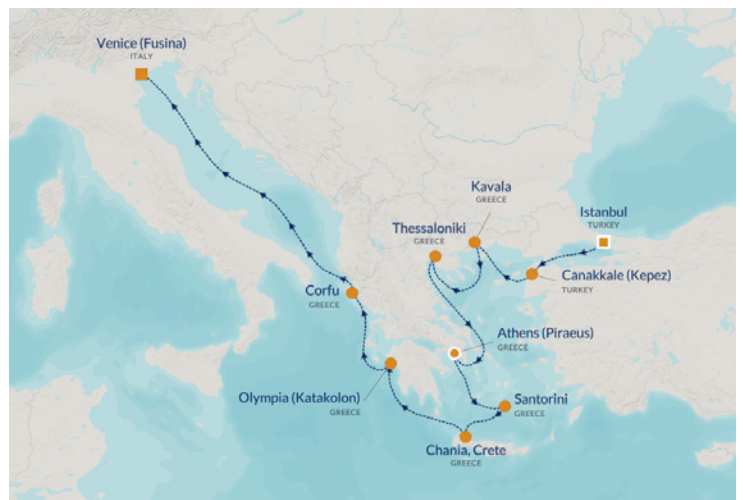 Venice (Fusina)
ITALY
Kavala
GREECE
Istanbul
TURKEY
Thessaloniki
GREECE
Canakkale (Kepez)
TURKEY
Corfu
GREECE
Athens (Piraeus)
GREECE
Olympia (Katakolon)
GREECE
Santorini
GREECE
Chania, Crete
GREECE